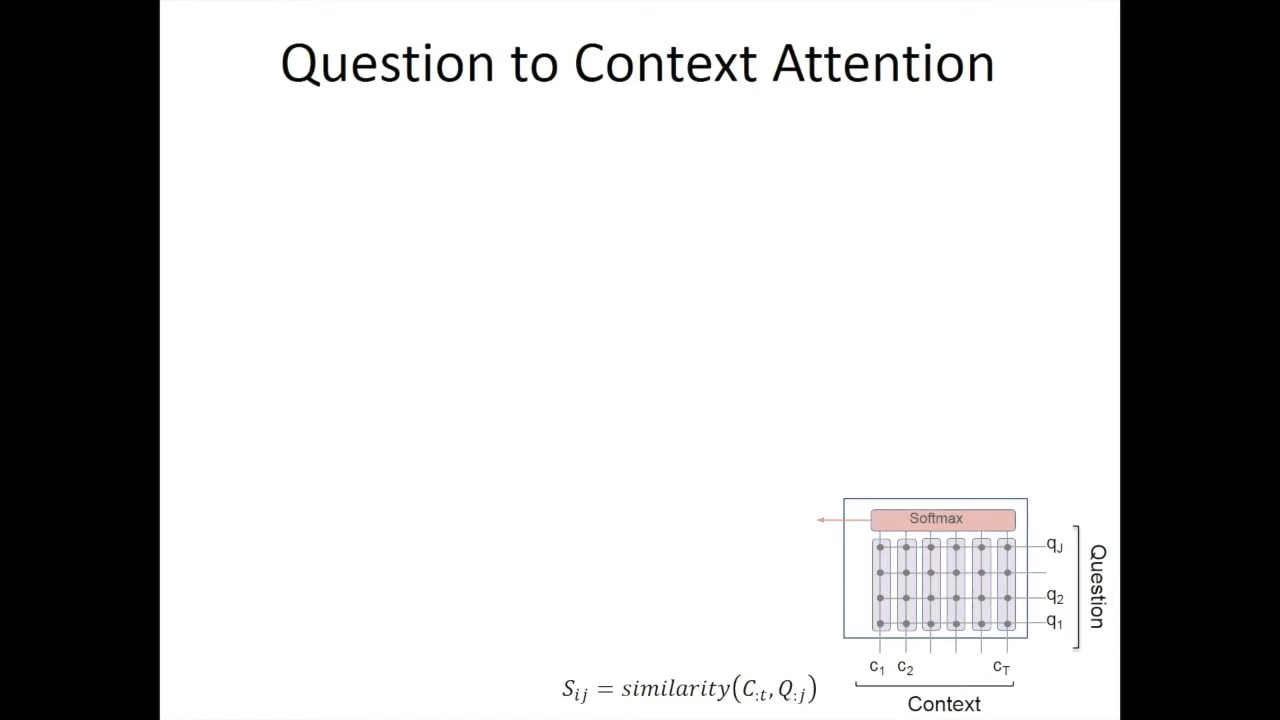 Question to Context Attention
Softmax
qJ
q2
q1
Question
c1 c2 cT
Context
Sij = similarity(C:t, Q:j)